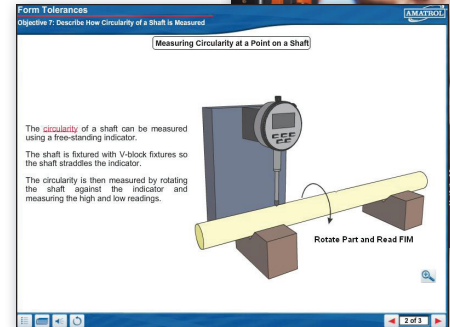 Form Tolerances
AMATROL
Objective 7: Describe How Circularity of a Shaft is Measured
Measuring Circularity at a Point on a Shaft
The circularity of a shaft can be measured
using a free-standing indicator.
The shaft is fixtured with V-block fixtures so
the shaft straddles the indicator.
The circularity is then measured by rotating
the shaft against the indicator and
measuring the high and low readings.
Rotate Part and Read FIM
2 of 3